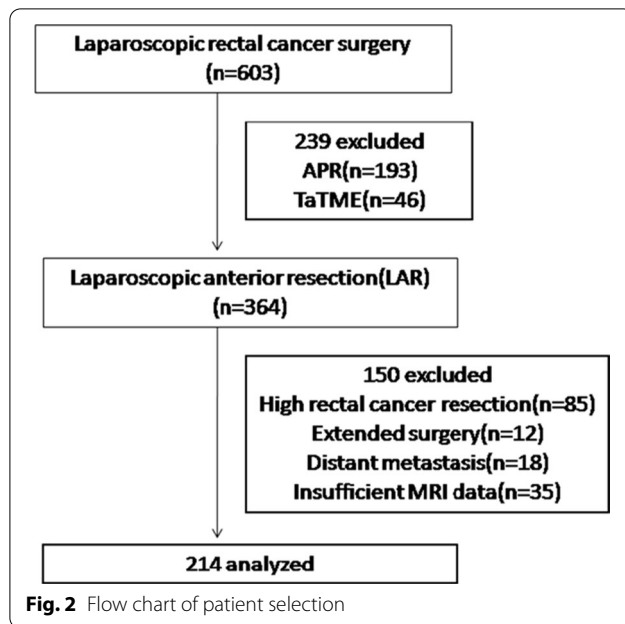 Laparoscopic rectal cancer surgery
(n=603)
239 excluded
APR(n=193)
TaTME(n=46)
Laparoscopic anterior resection(LAR)
(n=364)
150 excluded
High rectal cancer resection(n=85)
Extended surgery(n=12)
Distant metastasis(n=18)
Insufficient MRI data(n=35)
214 analyzed
Fig. 2 Flow chart of patient selection